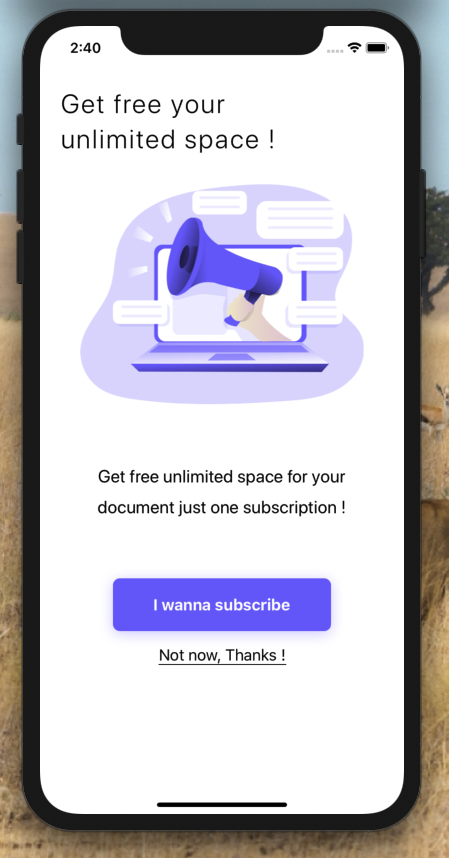 2:40
Get free your
unlimited space !
Get free unlimited space for your
document just one subscription !
I wanna subscribe
Not now, Thanks !